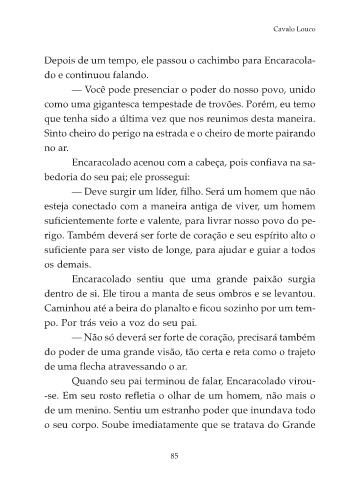 Cavalo Louco
Depois de um tempo, ele passou o cachimbo para Encaracola-
do e continuou falando.
— Você pode presenciar o poder do nosso povo, unido
como uma gigantesca tempestade de trovões. Porém, eu temo
que tenha sido a última vez que nos reunimos desta maneira.
Sinto cheiro do perigo na estrada e o cheiro de morte pairando
no ar.
Encaracolado acenou com a cabeça, pois confiava na sa-
bedoria do seu pai; ele prossegui:
— Deve surgir um líder, filho. Será um homem que não
esteja conectado com a maneira antiga de viver, um homem
suficientemente forte e valente, para livrar nosso povo do pe-
rigo. Também deverá ser forte de coração e seu espírito alto o
suficiente para ser visto de longe, para ajudar e guiar a todos
os demais.
Encaracolado sentiu que uma grande paixão surgia
dentro de si. Ele tirou a manta de seus ombros e se levantou.
Caminhou até a beira do planalto e ficou sozinho por um tem-
po. Por trás veio a voz do seu pai.
— Não só deverá ser forte de coração, precisará também
do poder de uma grande visão, tão certa e reta como o trajeto
de uma flecha atravessando o ar.
Quando seu pai terminou de falar, Encaracolado virou-
-se. Em seu rosto refletia o olhar de um homem, não mais o
de um menino. Sentiu um estranho poder que inundava todo
o seu corpo. Soube imediatamente que se tratava do Grande
85